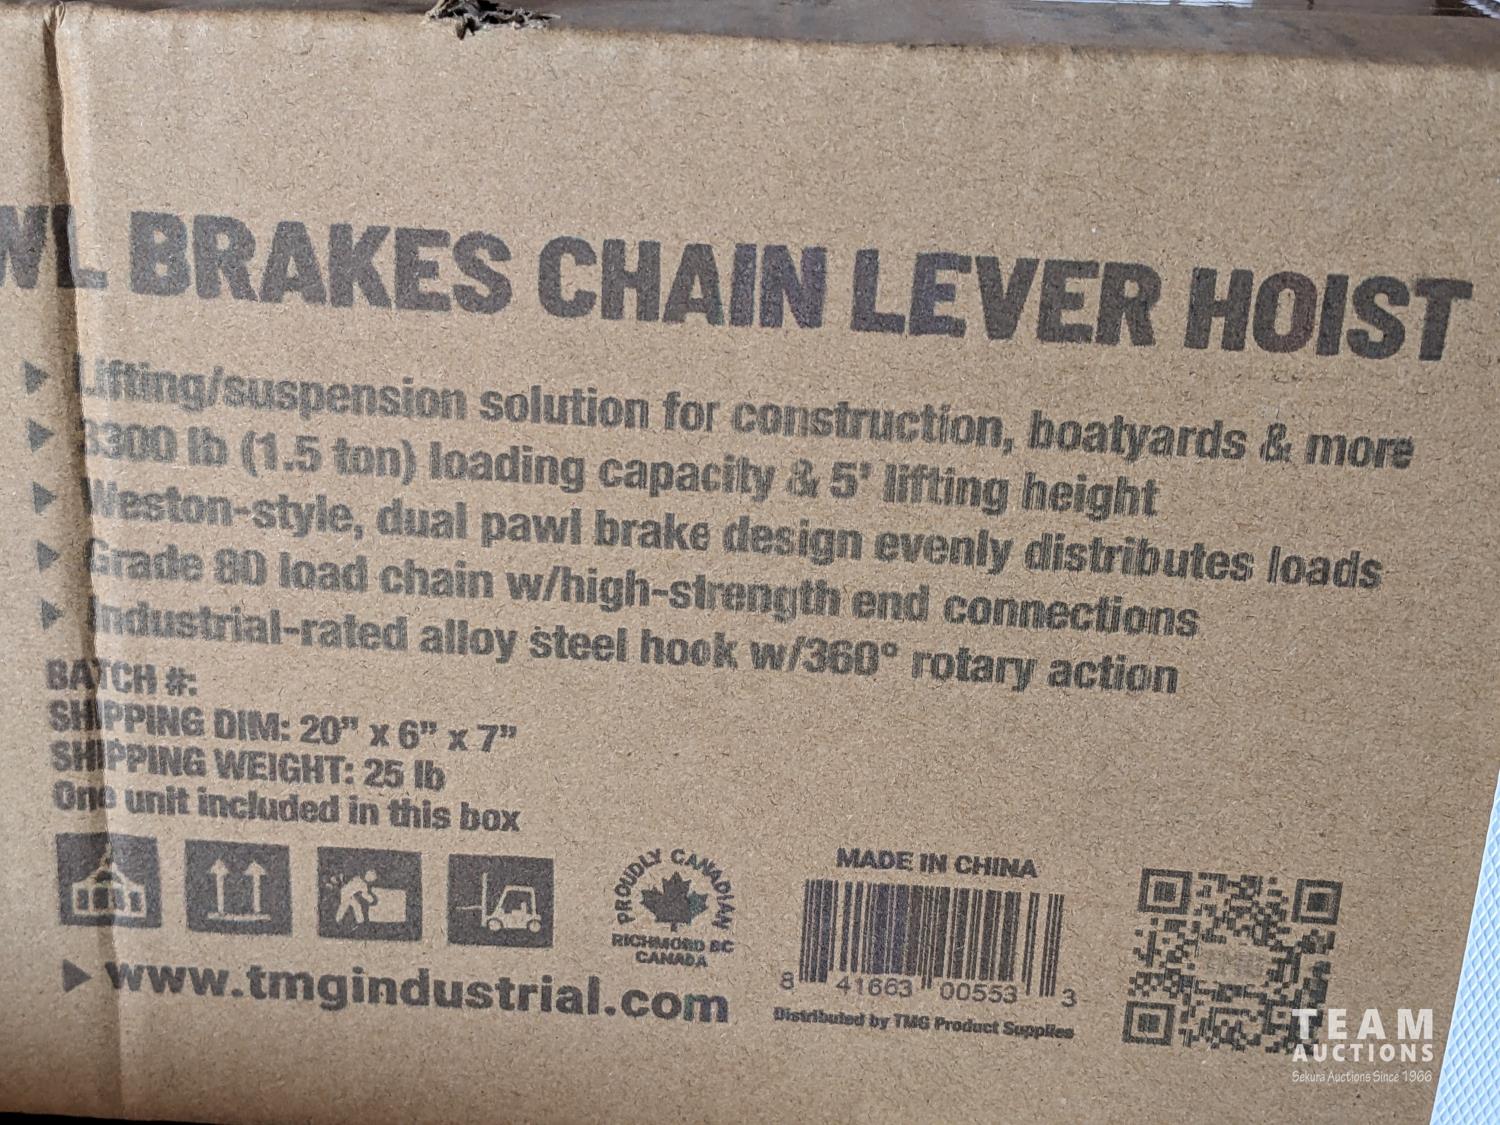 WL BRAKES CHAIN LEVER HOIST
Lifting/suspension solution for construction, boatyards & more
3300 lb (1.5 ton) loading capacity & 5' lifting height
Weston-style, dual pawl brake design evenly distributes loads
Grade 80 load chain w/high-strength end connections
Industrial-rated alloy steel hook w/360° rotary action
BATCH #:
SHIPPING DIM: 20” x 6” x 7”
SHIPPING WEIGHT: 25 lb
One unit included in this box
PROUDLY CANADIAN
RICHMOND BC
CANADA
MADE IN CHINA
8 41663 00553 3
Distributed by TMG Product Supplies
www.tmgindustrial.com
TEAM
AUCTIONS
Sekura Auctions Since 1966